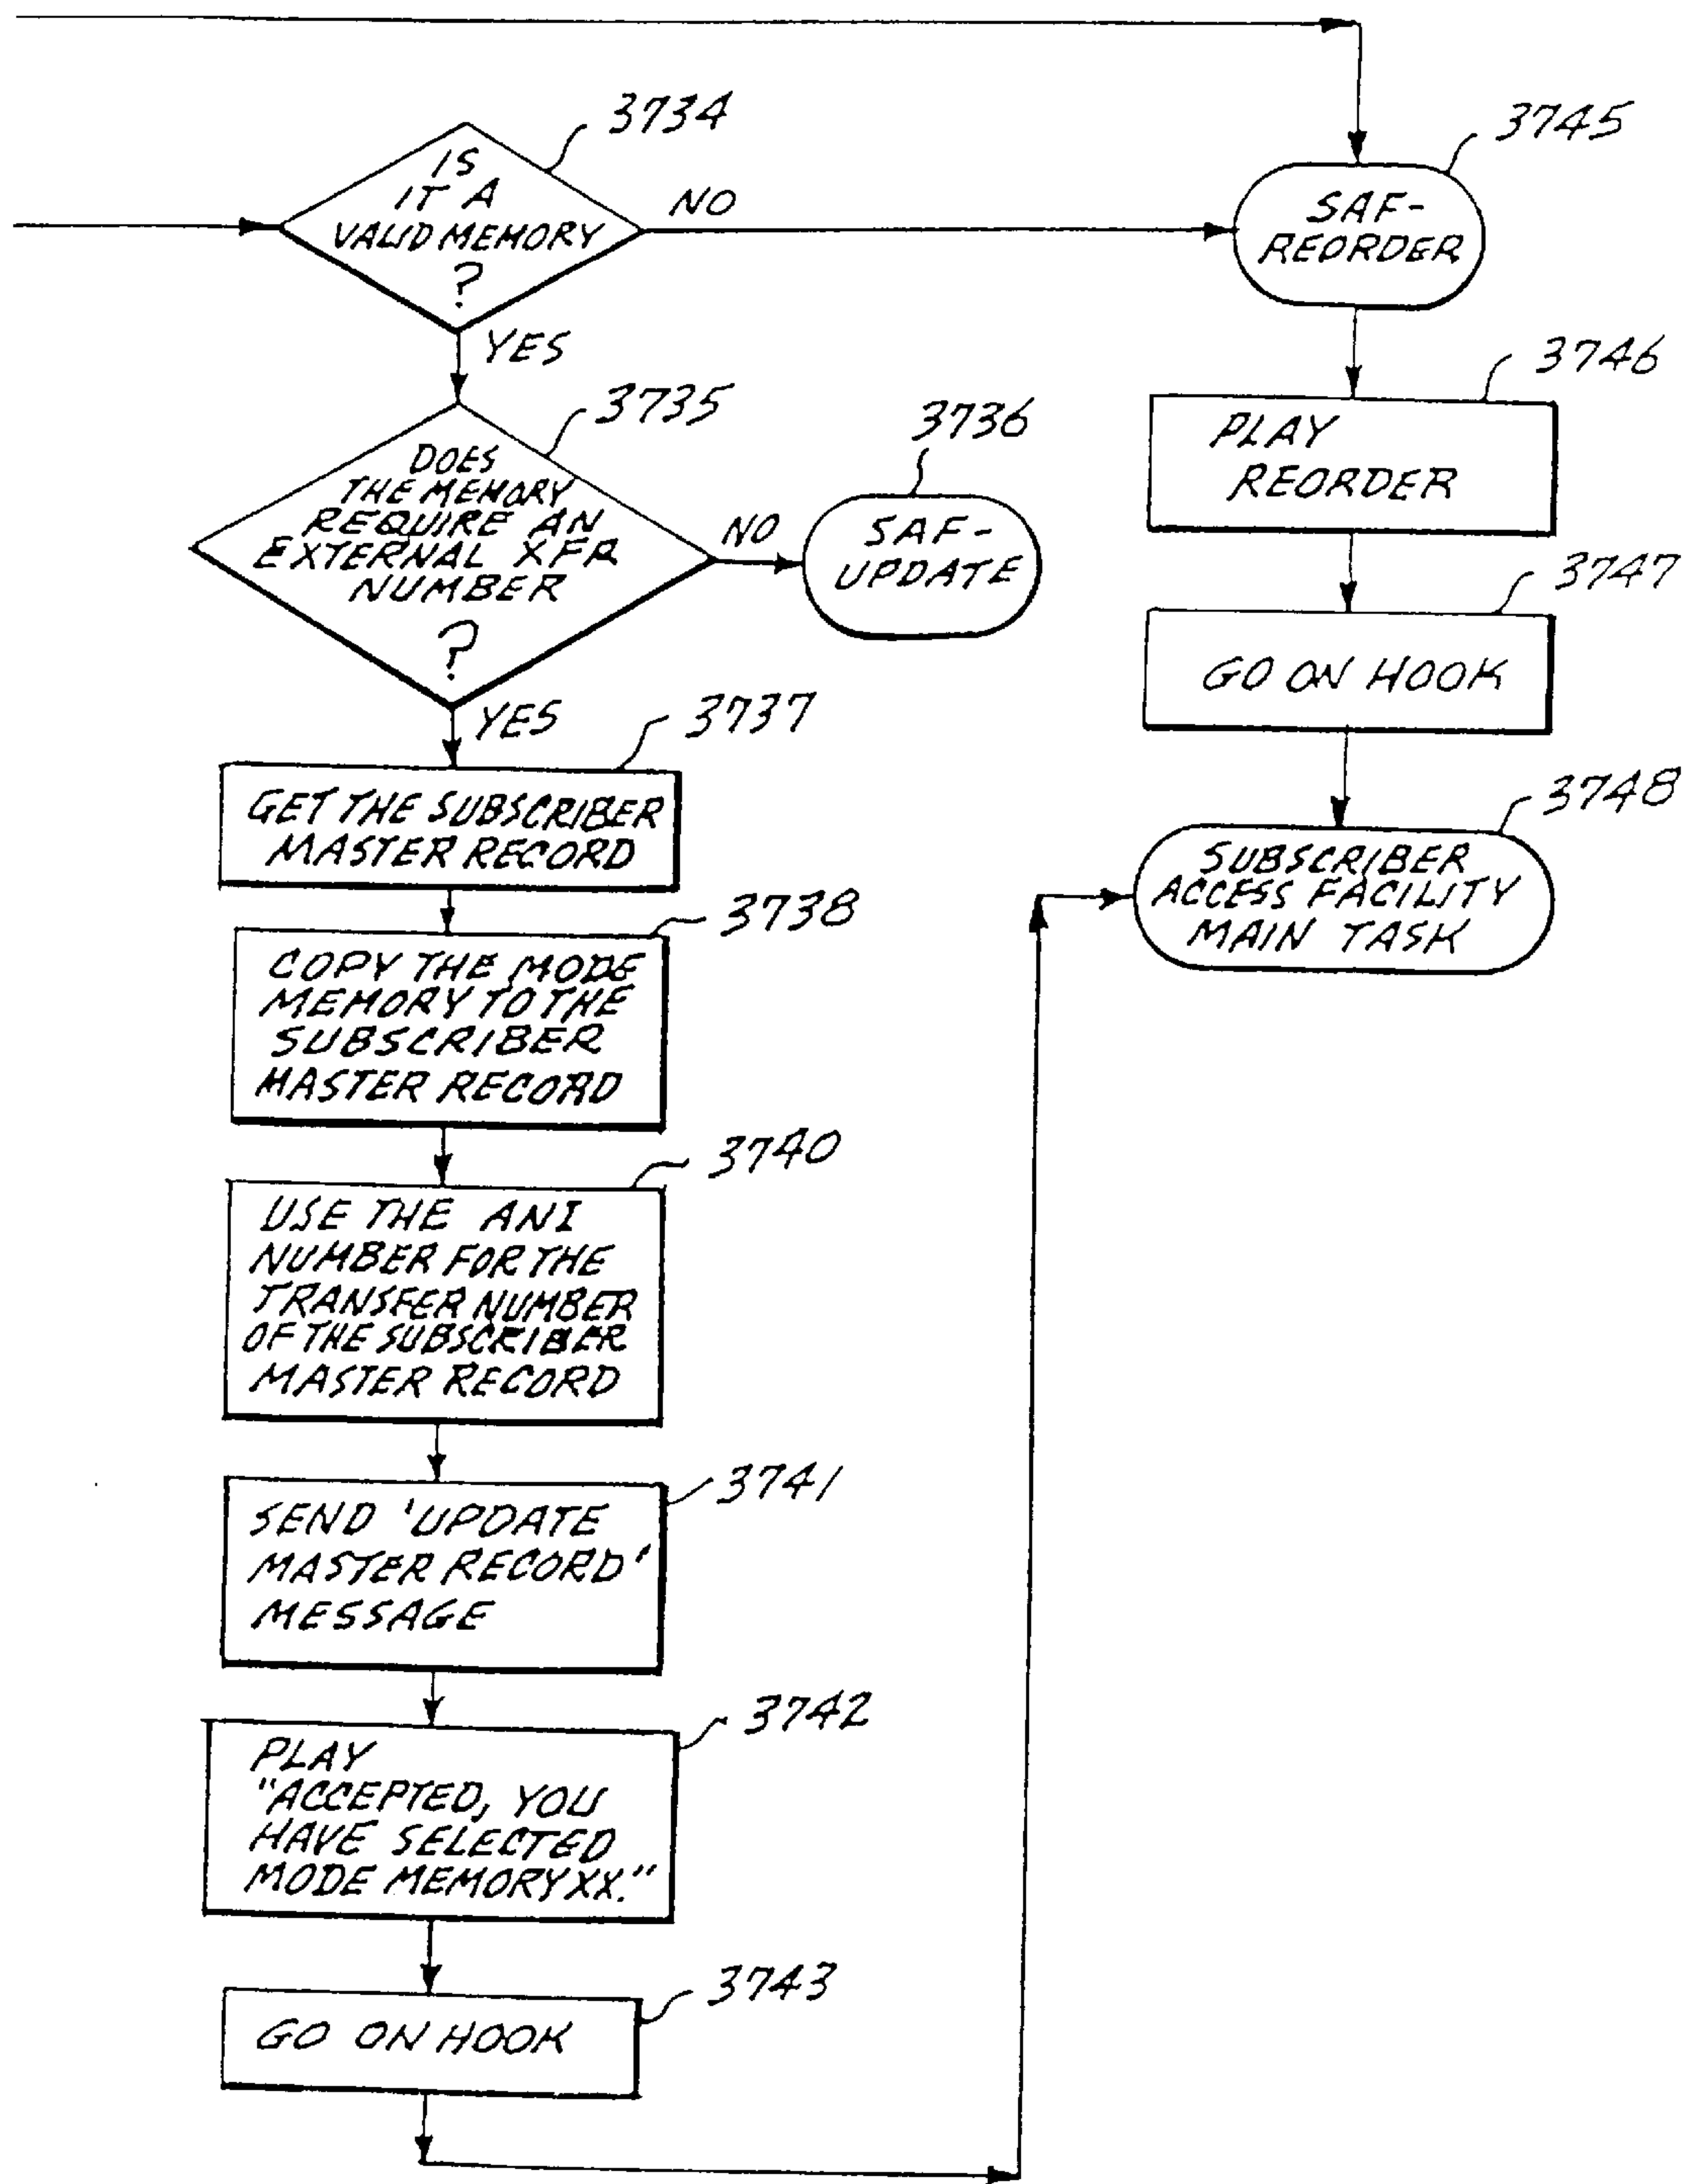 3734
IS
IT A
VALID MEMORY
?
NO
YES
3745
SAF-
REORDER
3735
DOES
THE MEMORY
REQUIRE AN
EXTERNAL XFR
NUMBER
?
NO
YES
3736
SAF-
UPDATE
3746
PLAY
REORDER
3747
GO ON HOOK
3748
SUBSCRIBER
ACCESS FACILITY
MAIN TASK
3737
GET THE SUBSCRIBER
MASTER RECORD
3738
COPY THE MODE
MEMORY TO THE
SUBSCRIBER
MASTER RECORD
3740
USE THE ANI
NUMBER FOR THE
TRANSFER NUMBER
OF THE SUBSCRIBER
MASTER RECORD
3741
SEND 'UPDATE
MASTER RECORD'
MESSAGE
3742
PLAY
"ACCEPTED, YOU
HAVE SELECTED
MODE MEMORY XX."
3743
GO ON HOOK